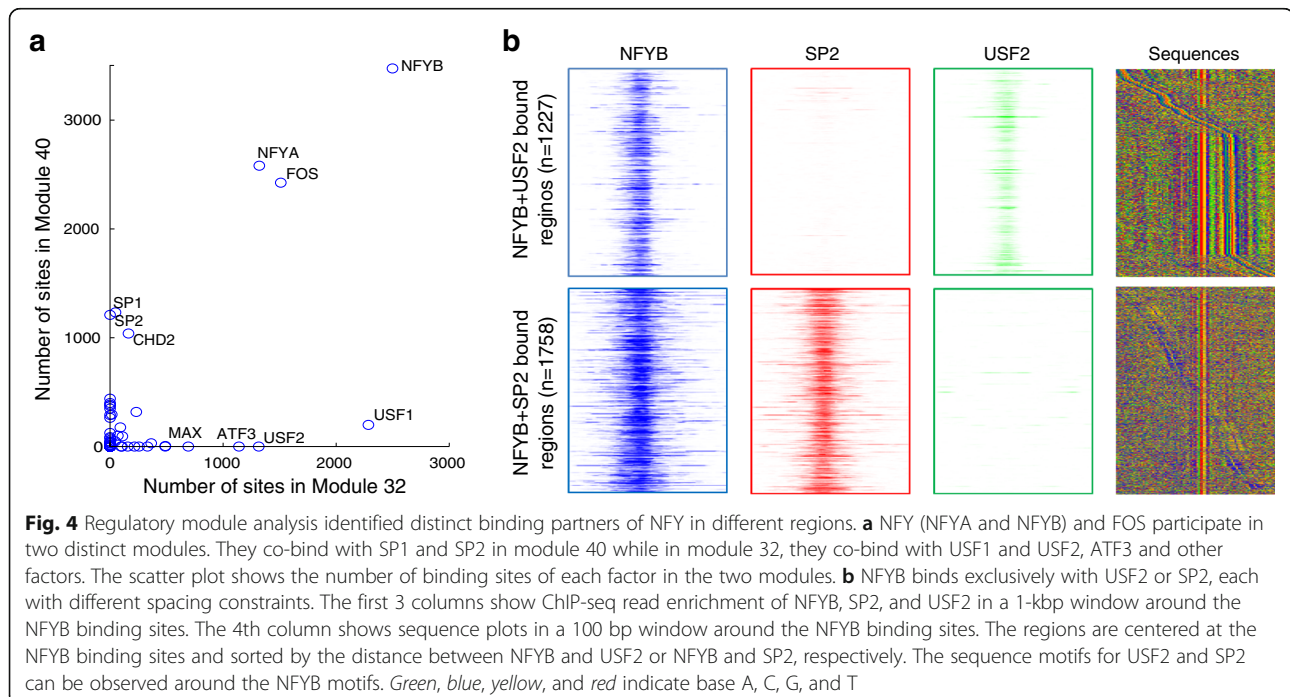 a
Number of sites in Module 40
3000
2000
1000
0
NFYB
NFYA
FOS
SP1
SP2
CHD2
MAX
ATF3
USF2
USF1
0
1000
2000
3000
Number of sites in Module 32
b
NFYB
SP2
USF2
Sequences
NFYB+USF2 bound
reginos (n=1227)
NFYB+SP2 bound
regions (n=1758)
Fig. 4 Regulatory module analysis identified distinct binding partners of NFY in different regions. a NFY (NFYA and NFYB) and FOS participate in
two distinct modules. They co-bind with SP1 and SP2 in module 40 while in module 32, they co-bind with USF1 and USF2, ATF3 and other
factors. The scatter plot shows the number of binding sites of each factor in the two modules. b NFYB binds exclusively with USF2 or SP2, each
with different spacing constraints. The first 3 columns show ChIP-seq read enrichment of NFYB, SP2, and USF2 in a 1-kbp window around the
NFYB binding sites. The 4th column shows sequence plots in a 100 bp window around the NFYB binding sites. The regions are centered at the
NFYB binding sites and sorted by the distance between NFYB and USF2 or NFYB and SP2, respectively. The sequence motifs for USF2 and SP2
can be observed around the NFYB motifs. Green, blue, yellow, and red indicate base A, C, G, and T